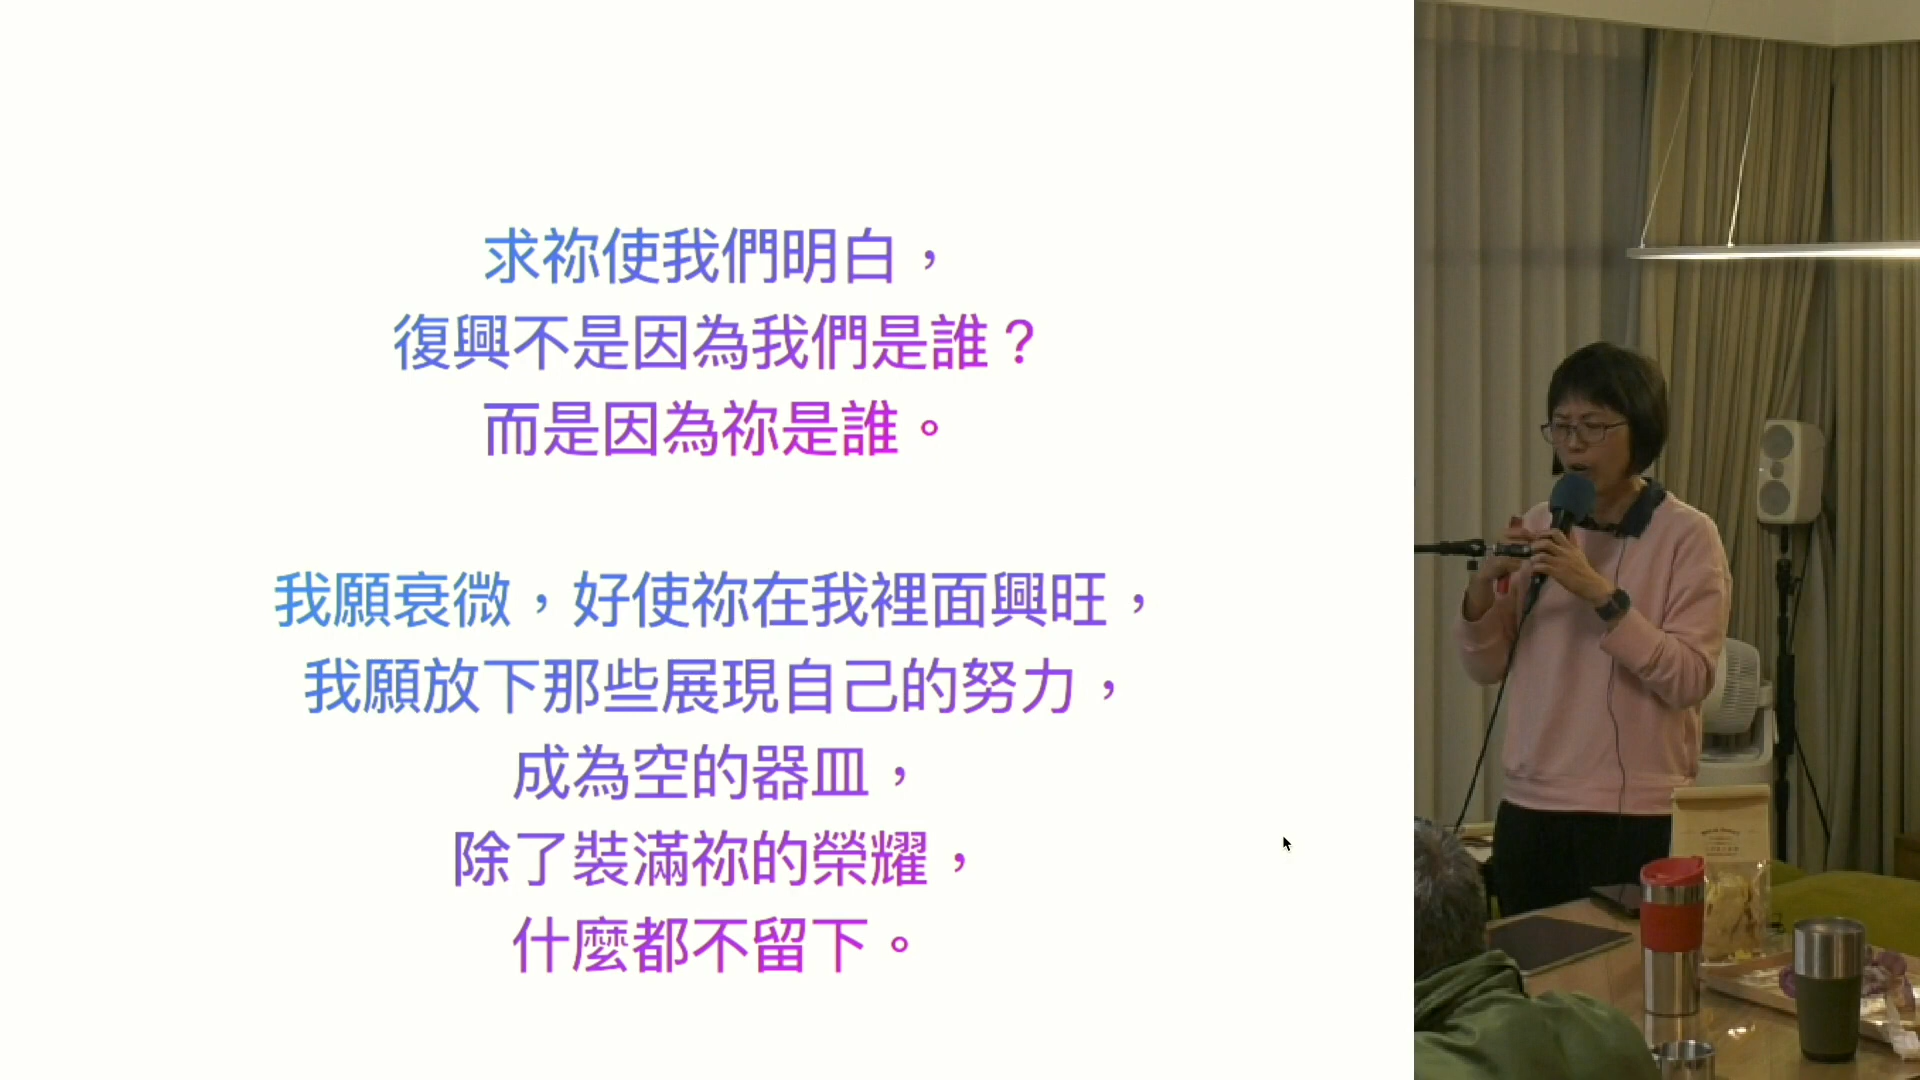 求祢使我們明白，
復興不是因為我們是誰？
而是因為祢是誰。
我願衰微，好使祢在我裡面興旺，
我願放下那些展現自己的努力，
成為空的器皿，
除了裝滿祢的榮耀，
什麼都不留下。